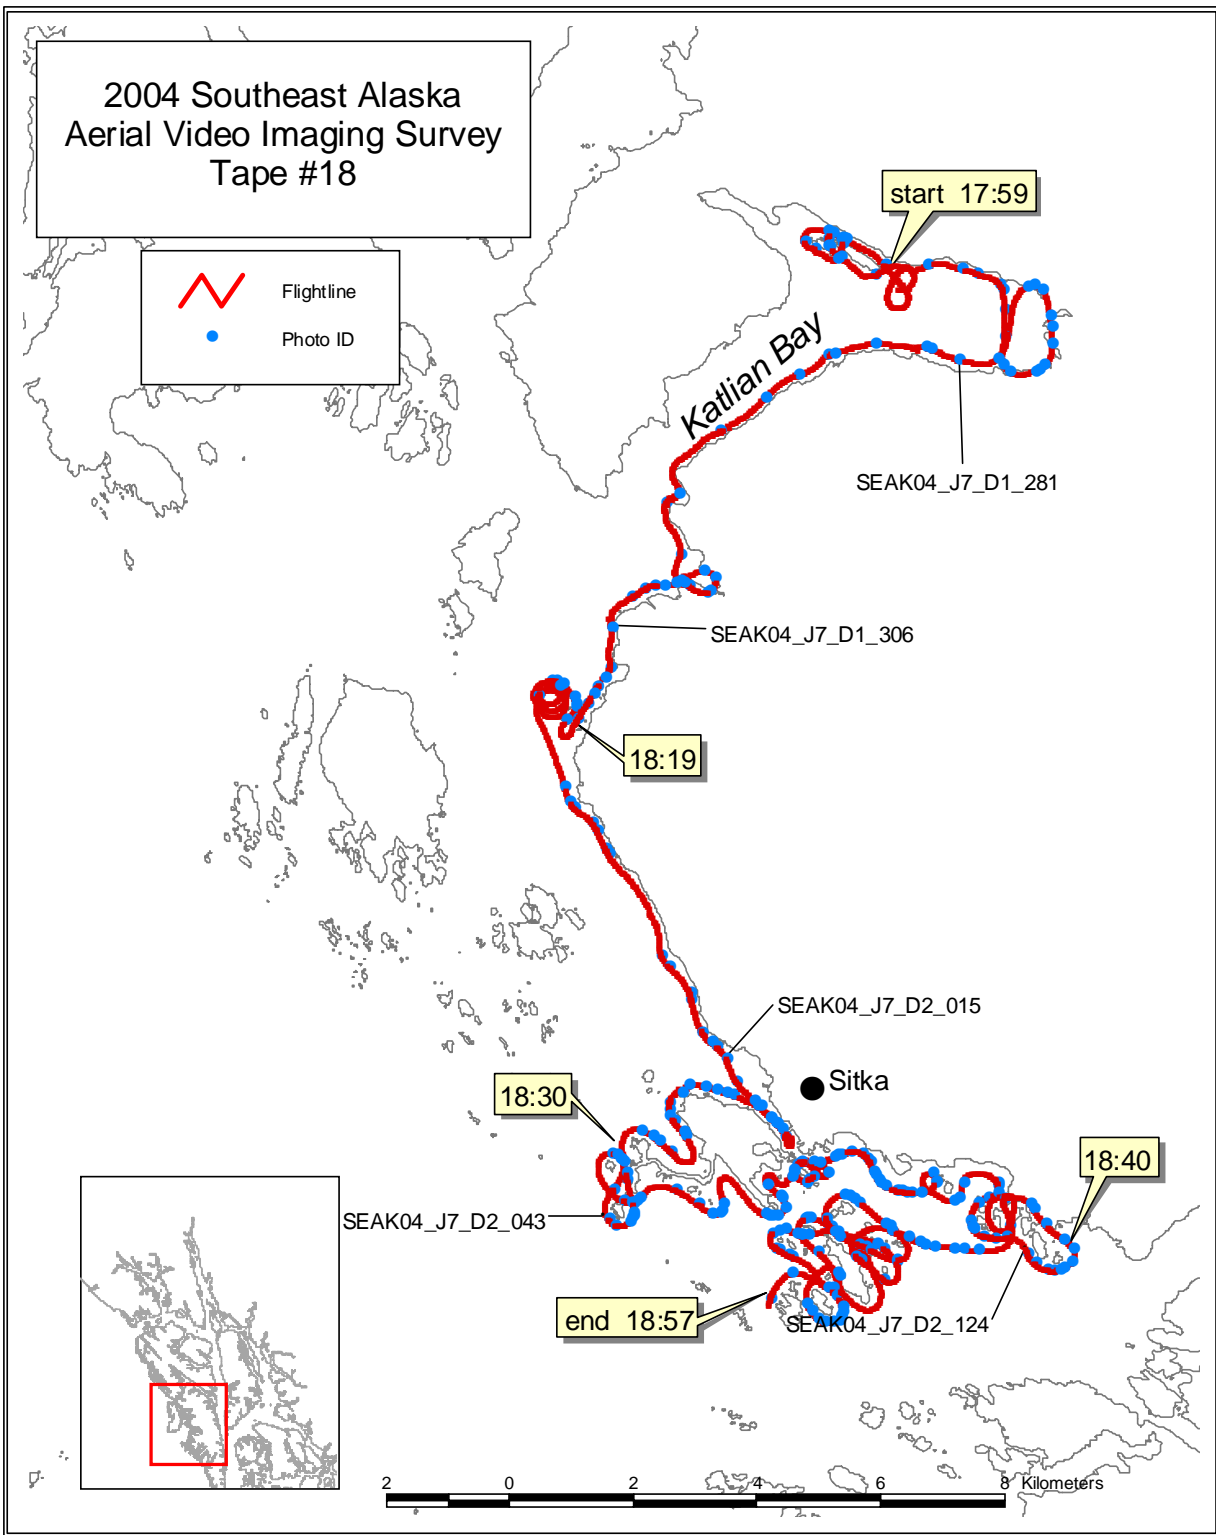 2004 Southeast Alaska
Aerial Video Imaging Survey
Tape #18
Flightline
Photo ID
start 17:59
Katlian Bay
SEAK04_J7_D1_281
SEAK04_J7_D1_306
18:19
SEAK04_J7_D2_015
Sitka
18:30
18:40
SEAK04_J7_D2_043
end 18:57
SEAK04_J7_D2_124
2 0 2 4 6 8 Kilometers